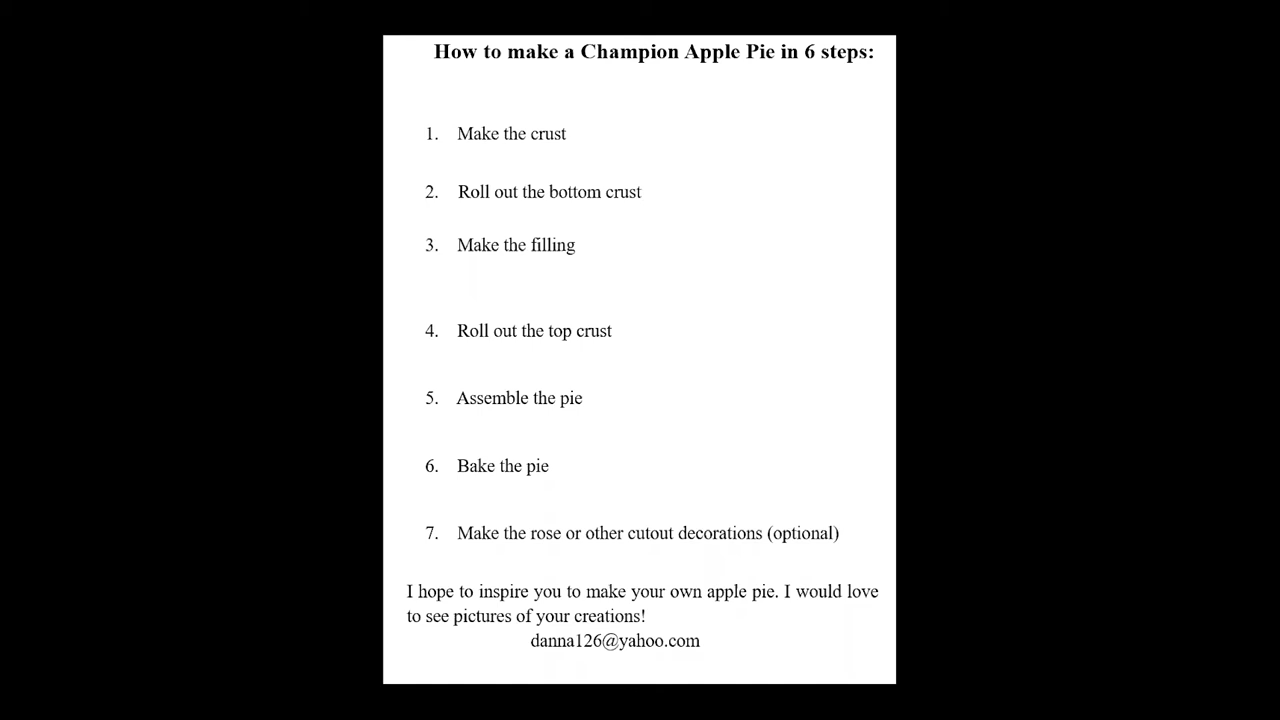 How to make a Champion Apple Pie in 6 steps:
1. Make the crust
2. Roll out the bottom crust
3. Make the filling
4. Roll out the top crust
5. Assemble the pie
6. Bake the pie
7. Make the rose or other cutout decorations (optional)
I hope to inspire you to make your own apple pie. I would love
to see pictures of your creations!
danna126@yahoo.com